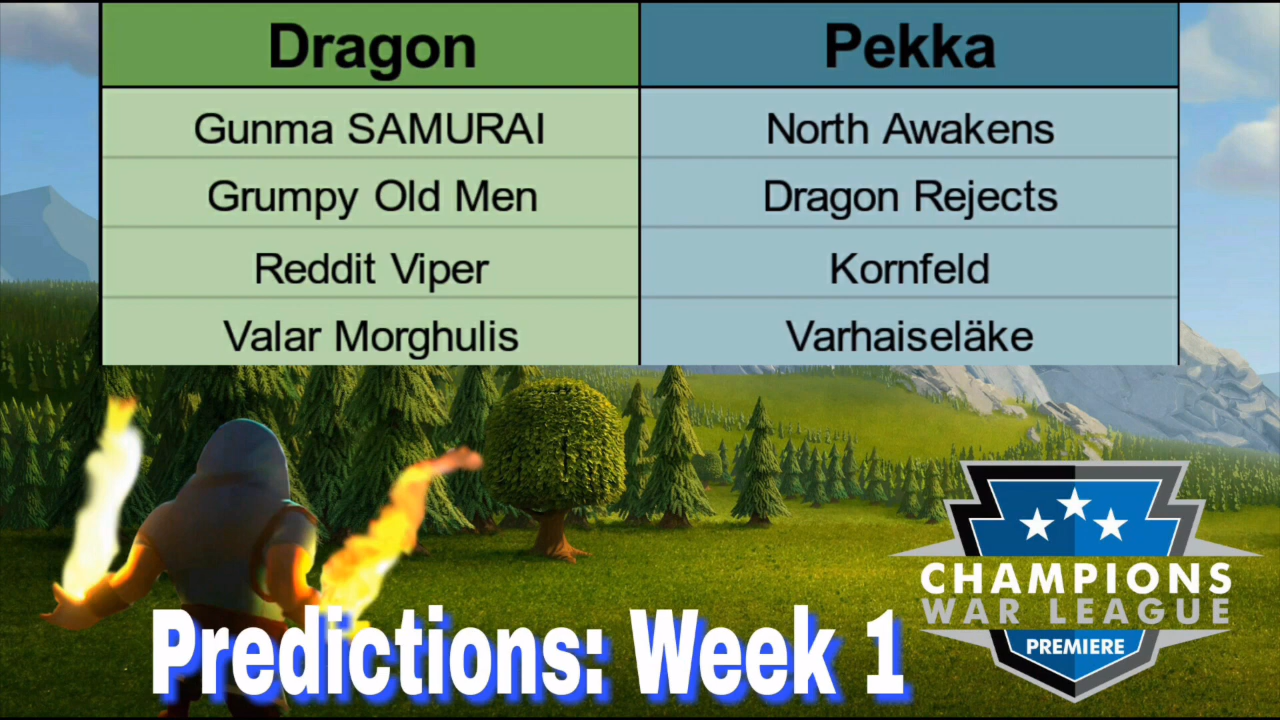 Dragon Pekka
Gunma SAMURAI North Awakens
Grumpy Old Men Dragon Rejects
Reddit Viper Kornfeld
Valar Morghulis Varhaiseläke
CHAMPIONS
WAR LEAGUE
PREMIERE
Predictions: Week 1